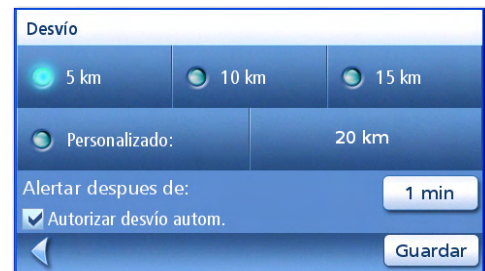 Desvío
5 km 10 km 15 km
Personalizado: 20 km
Alertar despues de: 1 min
Autorizar desvío autom.
Guardar